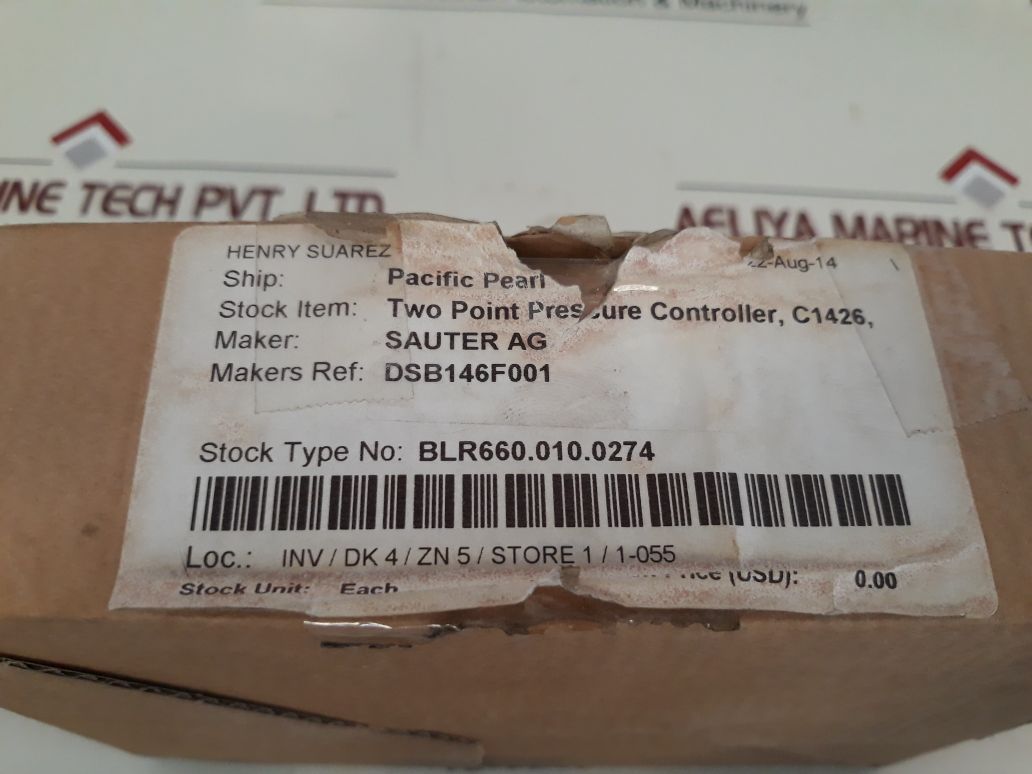 & Machinery
INE TECH PVT. LTD
AELIYA MARINE
HENRY SUAREZ
22-Aug-14
Ship: Pacific Pearl
Stock Item: Two Point Pressure Controller, C1426,
Maker: SAUTER AG
Makers Ref: DSB146F001
Stock Type No: BLR660.010.0274
Loc.: INV / DK 4 / ZN 5 / STORE 1 / 1-055
Stock Unit: Each
Price (USD): 0.00